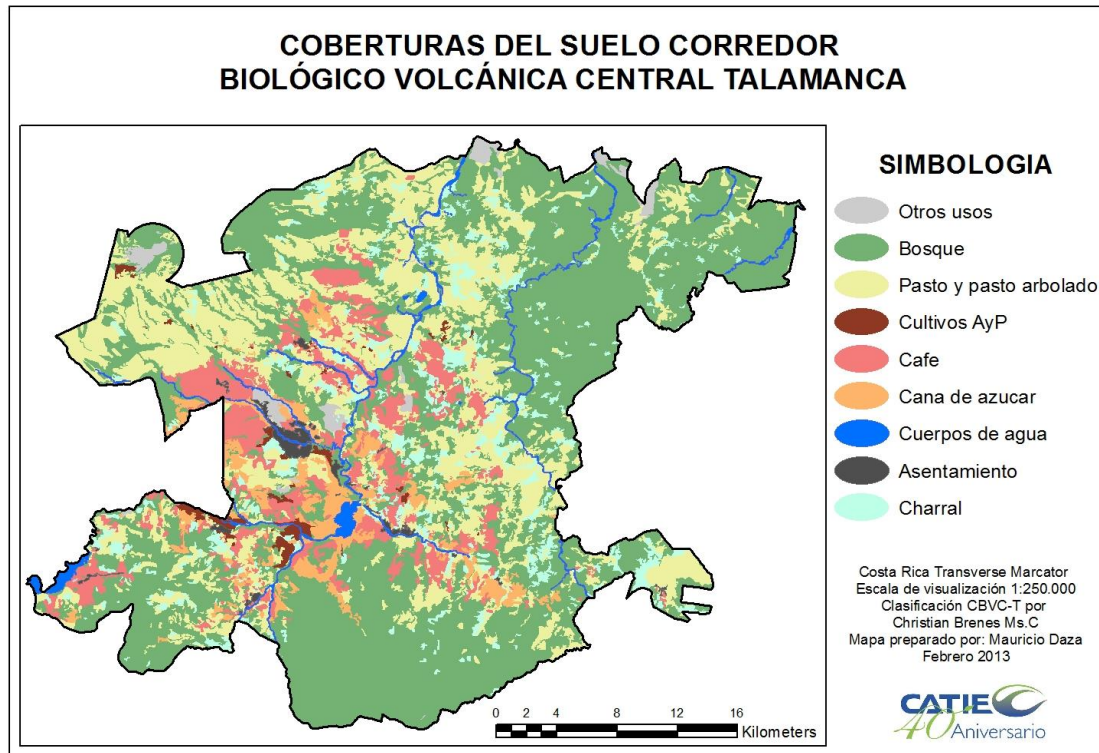 COBERTURAS DEL SUELO CORREDOR
BIOLÓGICO VOLCÁNICA CENTRAL TALAMANCA
SIMBOLOGIA
Otros usos
Bosque
Pasto y pasto arbolado
Cultivos AyP
Cafe
Cana de azucar
Cuerpos de agua
Asentamiento
Charral
Costa Rica Transverse Marcator
Escala de visualización 1:250.000
Clasificación CBVC-T por
Christian Brenes Ms.C
Mapa preparado por: Mauricio Daza
Febrero 2013
CATIE
40 Aniversario
0 2 4 8 12 16
Kilometers